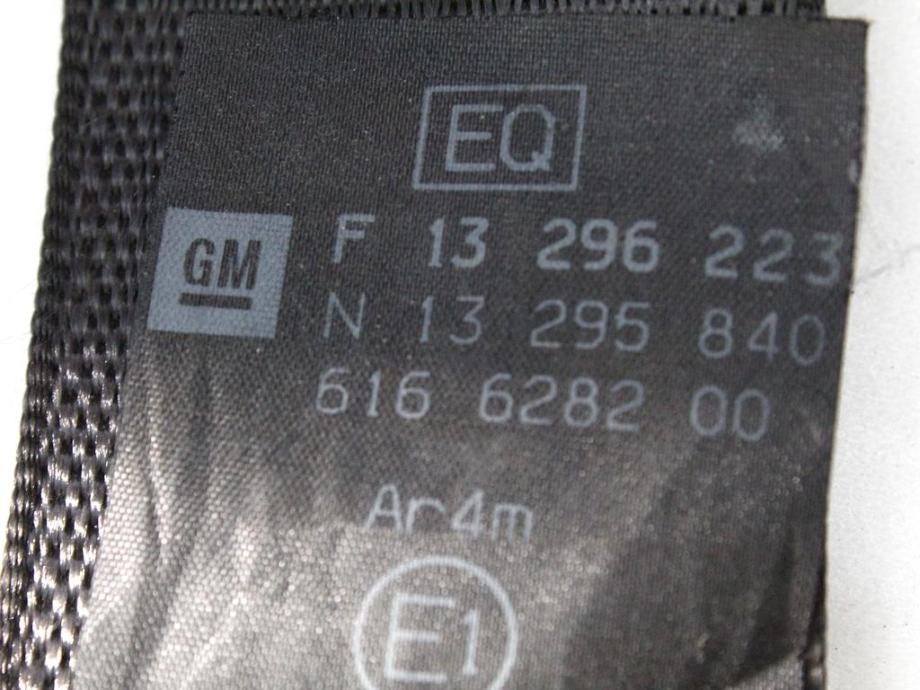 EQ
GM
F 13 296 223
N 13 295 840
616 6282 00
Ar4m
E1